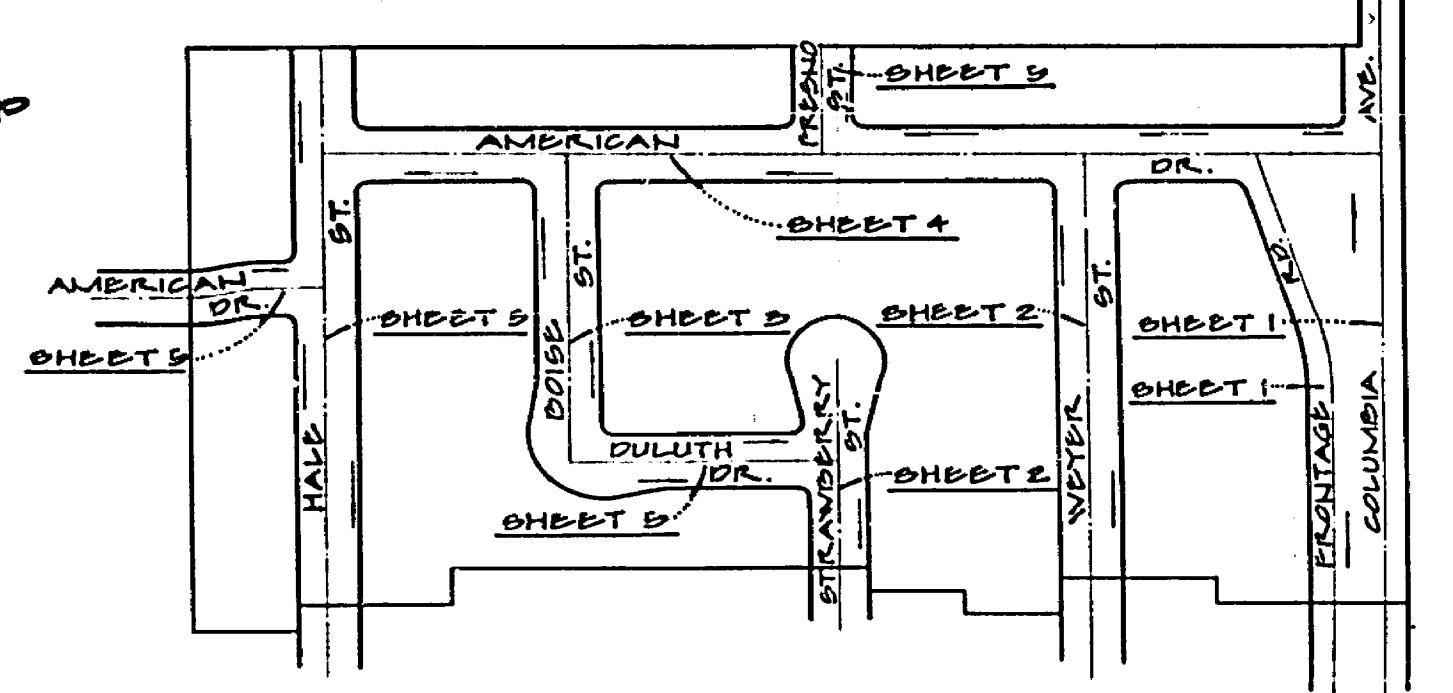 FRESNO ST.
SHEET 5
AVE.
AMERICAN
DR.
ST.
SHEET 4
ST.
ST.
RD.
AMERICAN
DR.
SHEET 5
SHEET 3
SHEET 2
SHEET 1
SHEET 5
BOISE
SHEET 1
STRAWBERRY ST.
WEYER
FRONTAGE
COLUMBIA
HALE
DULUTH
DR.
SHEET 2
SHEET 5